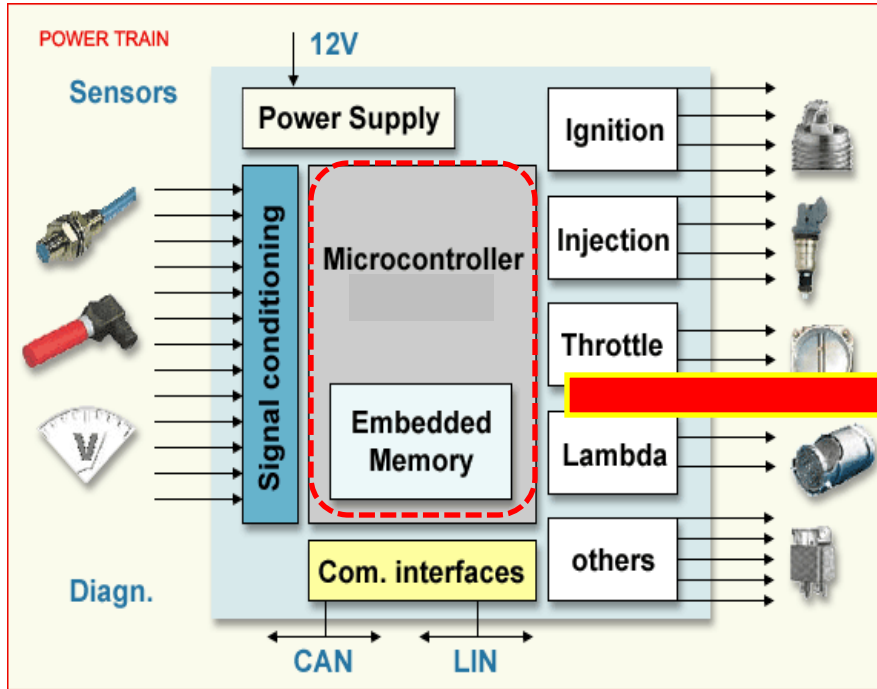 POWER TRAIN
12V
Sensors
Power Supply
Ignition
Signal conditioning
Microcontroller
Injection
Throttle
Embedded
Memory
Lambda
V
Com. interfaces
others
Diagn.
CAN
LIN